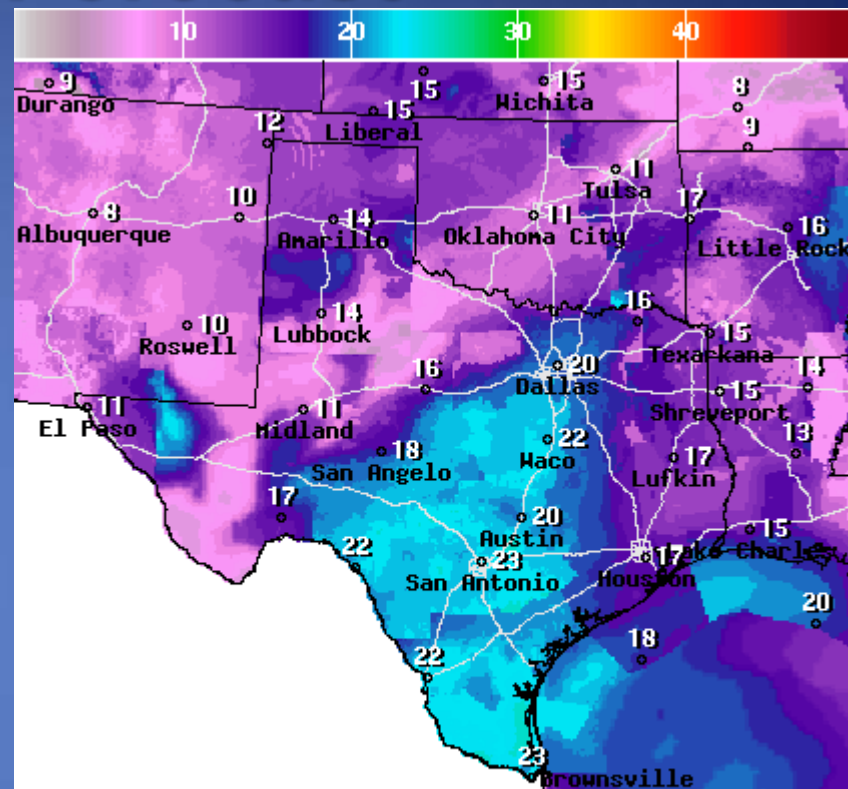 10 20 30 40
9 15 15 8
Durango Wichita
15
Liberal
12 9
11
Tulsa
8 10 14 11 17 16
Albuquerque Amarillo Oklahoma City Little Rock
10 14 16
Roswell Lubbock
15
Texarkana
20
Dallas
11 11 16 15 14
El Paso Midland Shreveport
22 13
Waco
18 17
San Angelo Lufkin
17 20 15
Austin
22 23 17 Lake Charles
San Antonio Houston
20
22 18
23
Brownsville